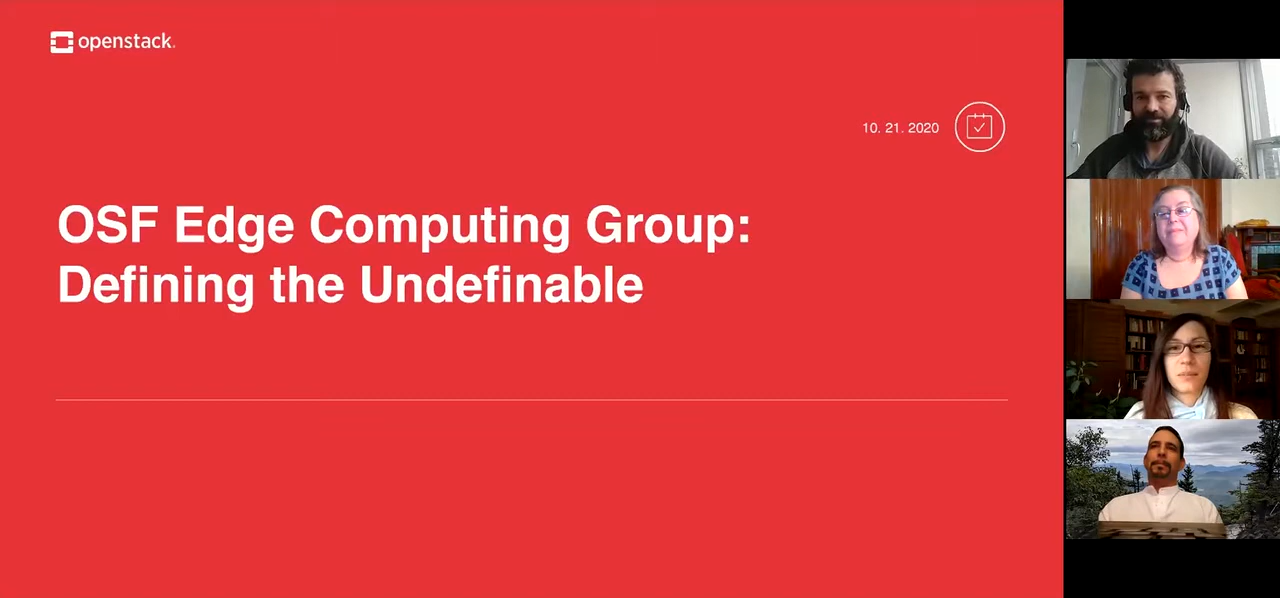 openstack.
10. 21. 2020
OSF Edge Computing Group:
Defining the Undefinable